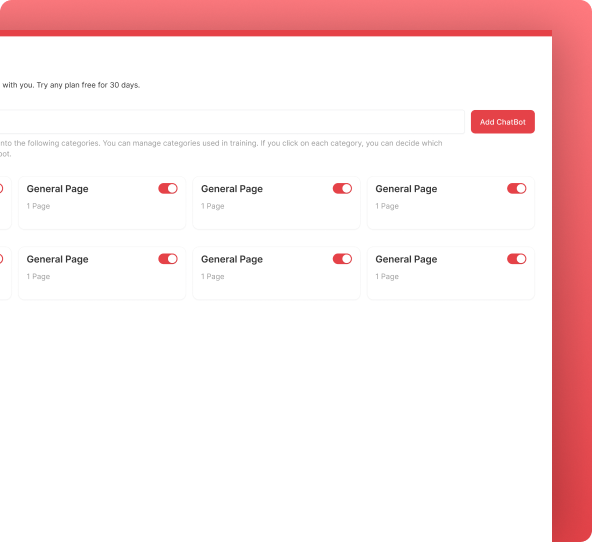 with you. Try any plan free for 30 days.
Add ChatBot
nto the following categories. You can manage categories used in training. If you click on each category, you can decide which
ot.
General Page
General Page
General Page
1 Page
1 Page
1 Page
General Page
General Page
General Page
1 Page
1 Page
1 Page